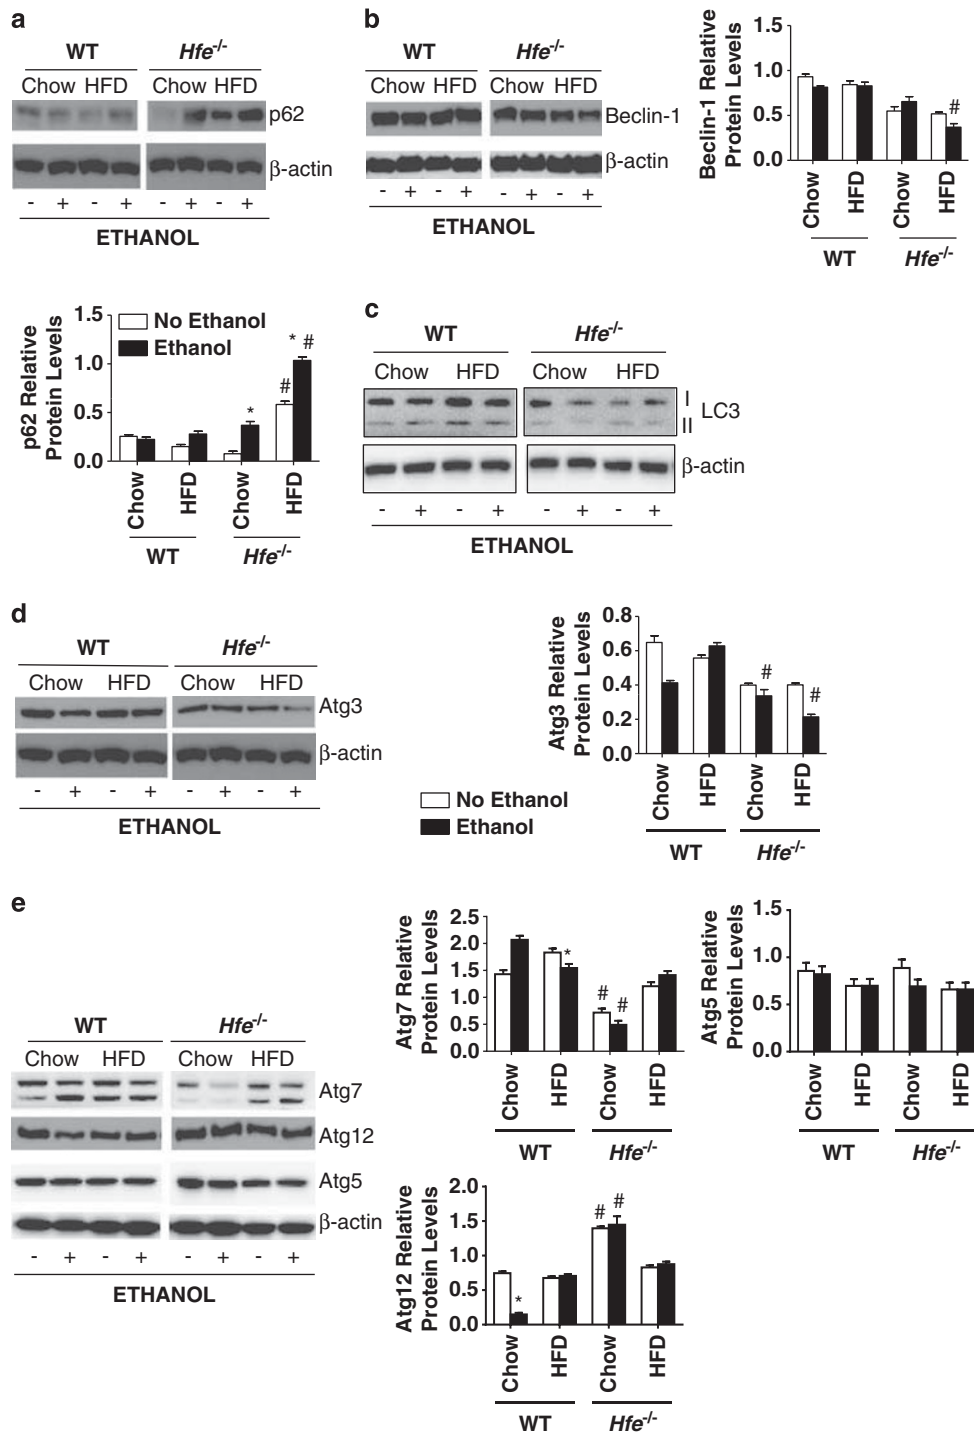 a
WT
Hfe-/-
Chow HFD
Chow HFD
p62
β-actin
- + - +
- + - +
ETHANOL
1.5
1.0
0.5
0.0
p62 Relative
Protein Levels
No Ethanol
Ethanol
*
#
* #
Chow
HFD
Chow
HFD
WT
Hfe-/-
b
WT
Hfe-/-
Chow HFD
Chow HFD
Beclin-1
β-actin
- + - +
- + - +
ETHANOL
Beclin-1 Relative
Protein Levels
1.5
1.0
0.5
0.0
#
Chow
HFD
Chow
HFD
WT
Hfe-/-
c
WT
Hfe-/-
Chow HFD
Chow HFD
I
II
LC3
β-actin
- + - +
- + - +
ETHANOL
d
WT
Hfe-/-
Chow HFD
Chow HFD
Atg3
β-actin
- + - +
- + - +
ETHANOL
No Ethanol
Ethanol
Atg3 Relative
Protein Levels
0.8
0.6
0.4
0.2
0.0
#
#
Chow
HFD
Chow
HFD
WT
Hfe-/-
e
WT
Hfe-/-
Chow HFD
Chow HFD
Atg7
Atg12
Atg5
β-actin
- + - +
- + - +
ETHANOL
Atg7 Relative
Protein Levels
2.5
2.0
1.5
1.0
0.5
0.0
*
#
#
Chow
HFD
Chow
HFD
WT
Hfe-/-
Atg5 Relative
Protein Levels
1.5
1.0
0.5
0.0
Chow
HFD
Chow
HFD
WT
Hfe-/-
Atg12 Relative
Protein Levels
2.0
1.5
1.0
0.5
0.0
*
# #
Chow
HFD
Chow
HFD
WT
Hfe-/-